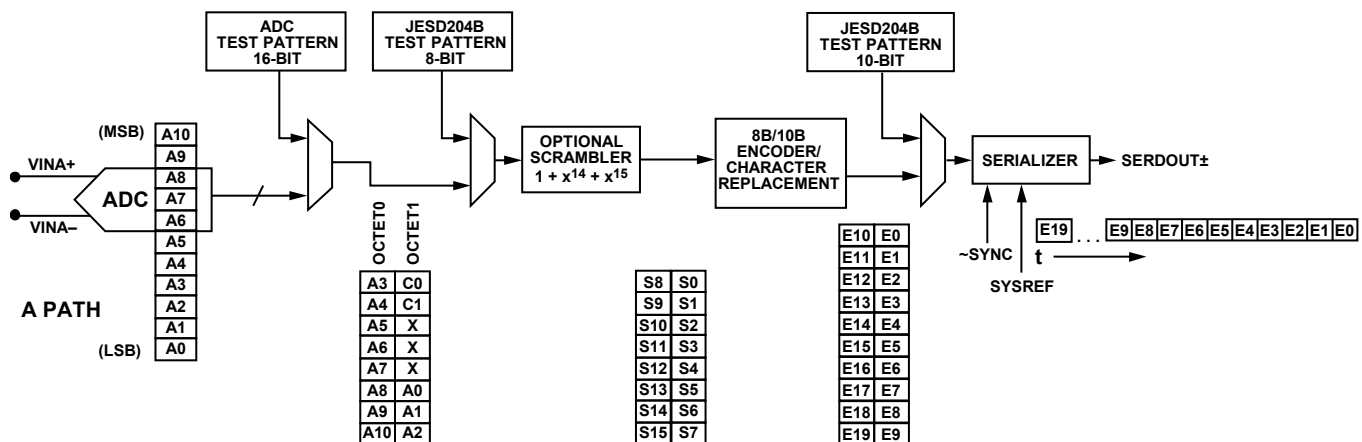 ADC
TEST PATTERN
16-BIT
JESD204B
TEST PATTERN
8-BIT
JESD204B
TEST PATTERN
10-BIT
(MSB)
A10
A9
A8
A7
A6
A5
A4
A3
A2
A1
A0
(LSB)
VINA+
ADC
VINA–
A PATH
OCTET0
OCTET1
A3 C0
A4 C1
A5 X
A6 X
A7 X
A8 A0
A9 A1
A10 A2
OPTIONAL
SCRAMBLER
1 + x14 + x15
S8 S0
S9 S1
S10 S2
S11 S3
S12 S4
S13 S5
S14 S6
S15 S7
8B/10B
ENCODER/
CHARACTER
REPLACEMENT
E10 E0
E11 E1
E12 E2
E13 E3
E14 E4
E15 E5
E16 E6
E17 E7
E18 E8
E19 E9
SERIALIZER
SERDOUT±
~SYNC
SYSREF
E19 . . . E9 E8 E7 E6 E5 E4 E3 E2 E1 E0
t